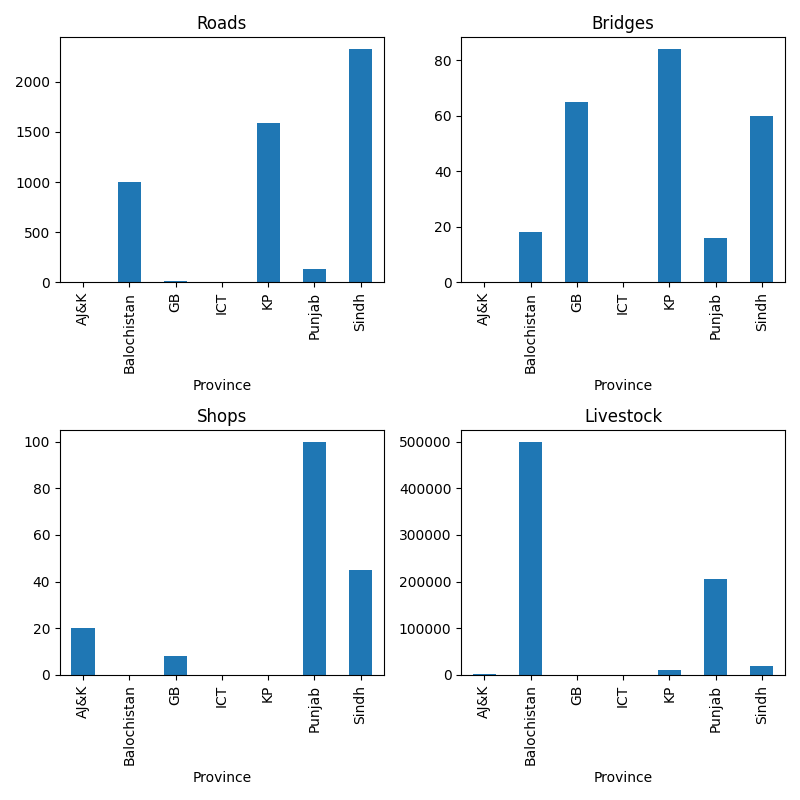 Roads
2000
1500
1000
500
0
AJ&K
Balochistan
GB
ICT
KP
Punjab
Sindh
Province
Bridges
80
60
40
20
0
AJ&K
Balochistan
GB
ICT
KP
Punjab
Sindh
Province
Shops
100
80
60
40
20
0
AJ&K
Balochistan
GB
ICT
KP
Punjab
Sindh
Province
Livestock
500000
400000
300000
200000
100000
0
AJ&K
Balochistan
GB
ICT
KP
Punjab
Sindh
Province